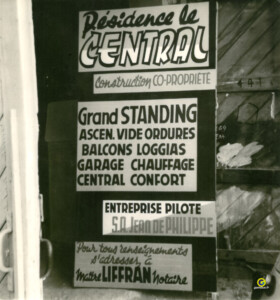 Résidence le
CENTRAL
Construction CO-PROPRIÉTÉ
Grand STANDING
ASCEN. VIDE ORDURES
BALCONS LOGGIAS
GARAGE CHAUFFAGE
CENTRAL CONFORT
ENTREPRISE PILOTE
S.A. JEAN DE PHILIPPE
Pour tous renseignements
s'adresser à
Maître LIFFRAN Notaire